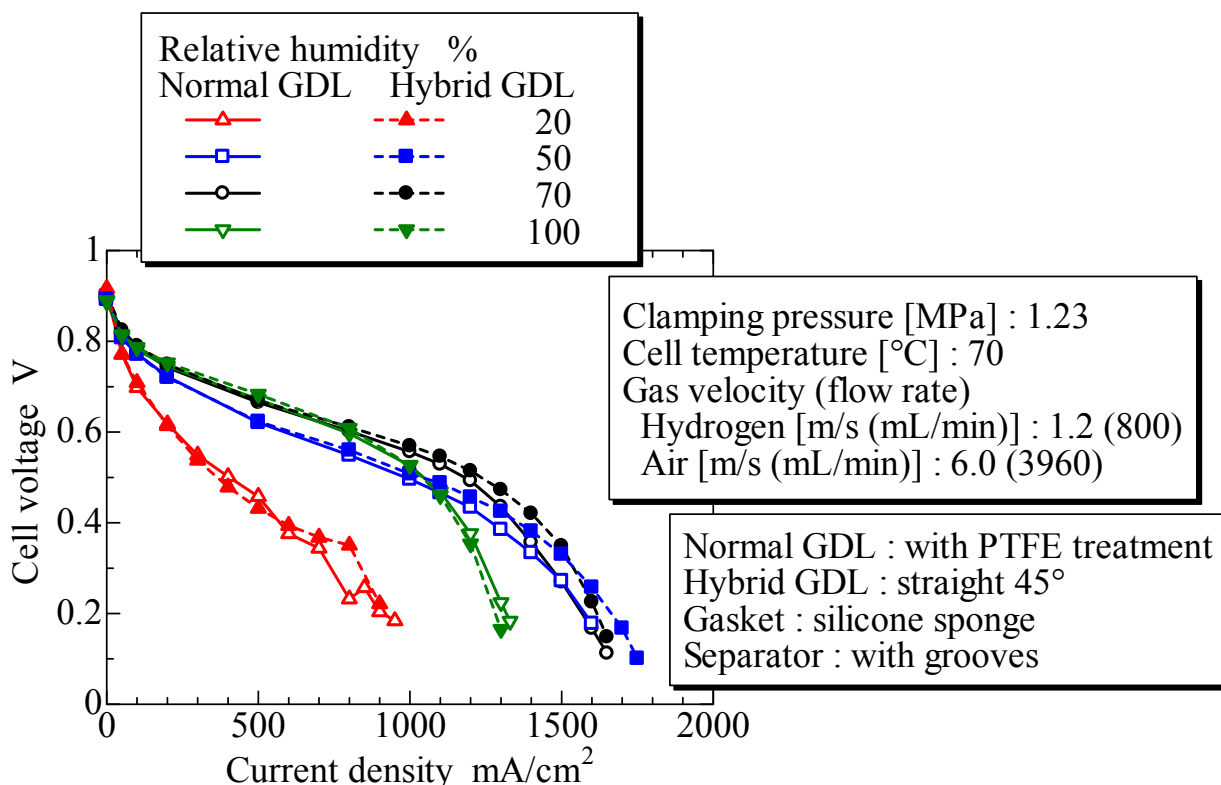 Relative humidity %
Normal GDL Hybrid GDL
20
50
70
100
Clamping pressure [MPa] : 1.23
Cell temperature [°C] : 70
Gas velocity (flow rate)
Hydrogen [m/s (mL/min)] : 1.2 (800)
Air [m/s (mL/min)] : 6.0 (3960)
Normal GDL : with PTFE treatment
Hybrid GDL : straight 45°
Gasket : silicone sponge
Separator : with grooves
Cell voltage V
1
0.8
0.6
0.4
0.2
0
0 500 1000 1500 2000
Current density mA/cm²